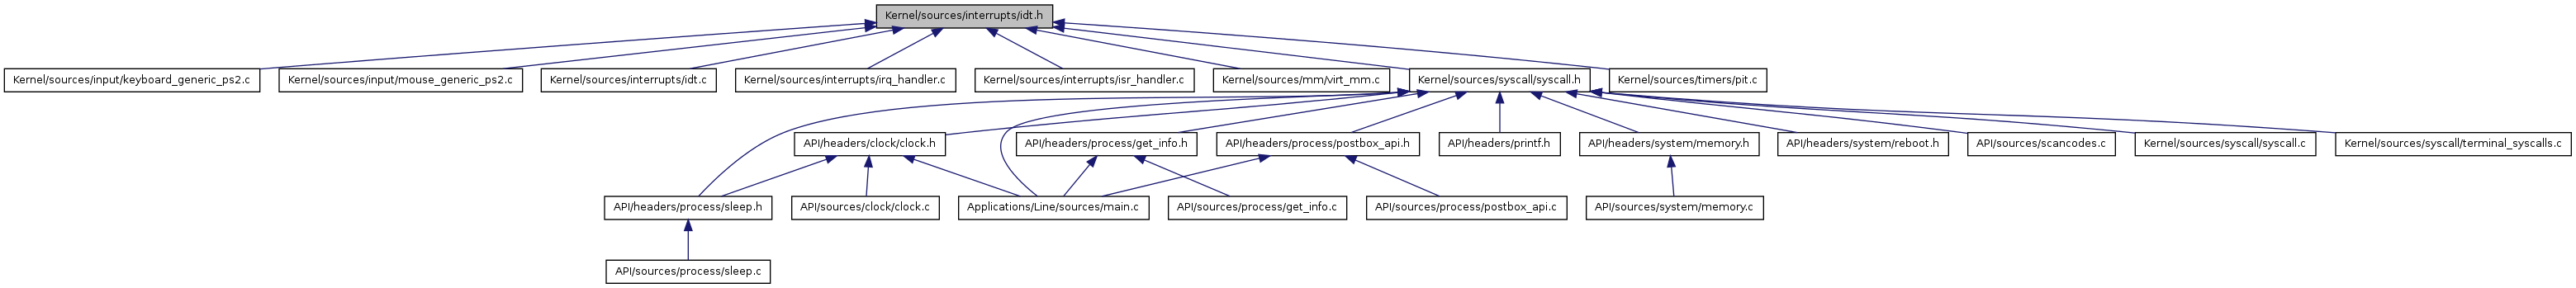 Kernel/sources/interrupts/idt.h
Kernel/sources/input/keyboard_generic_ps2.c
Kernel/sources/input/mouse_generic_ps2.c
Kernel/sources/interrupts/idt.c
Kernel/sources/interrupts/irq_handler.c
Kernel/sources/interrupts/isr_handler.c
Kernel/sources/mm/virt_mm.c
Kernel/sources/syscall/syscall.h
Kernel/sources/timers/pit.c
API/headers/clock/clock.h
API/headers/process/get_info.h
API/headers/process/postbox_api.h
API/headers/printf.h
API/headers/system/memory.h
API/headers/system/reboot.h
API/sources/scancodes.c
Kernel/sources/syscall/syscall.c
Kernel/sources/syscall/terminal_syscalls.c
API/headers/process/sleep.h
API/sources/clock/clock.c
Applications/Line/sources/main.c
API/sources/process/get_info.c
API/sources/process/postbox_api.c
API/sources/system/memory.c
API/sources/process/sleep.c